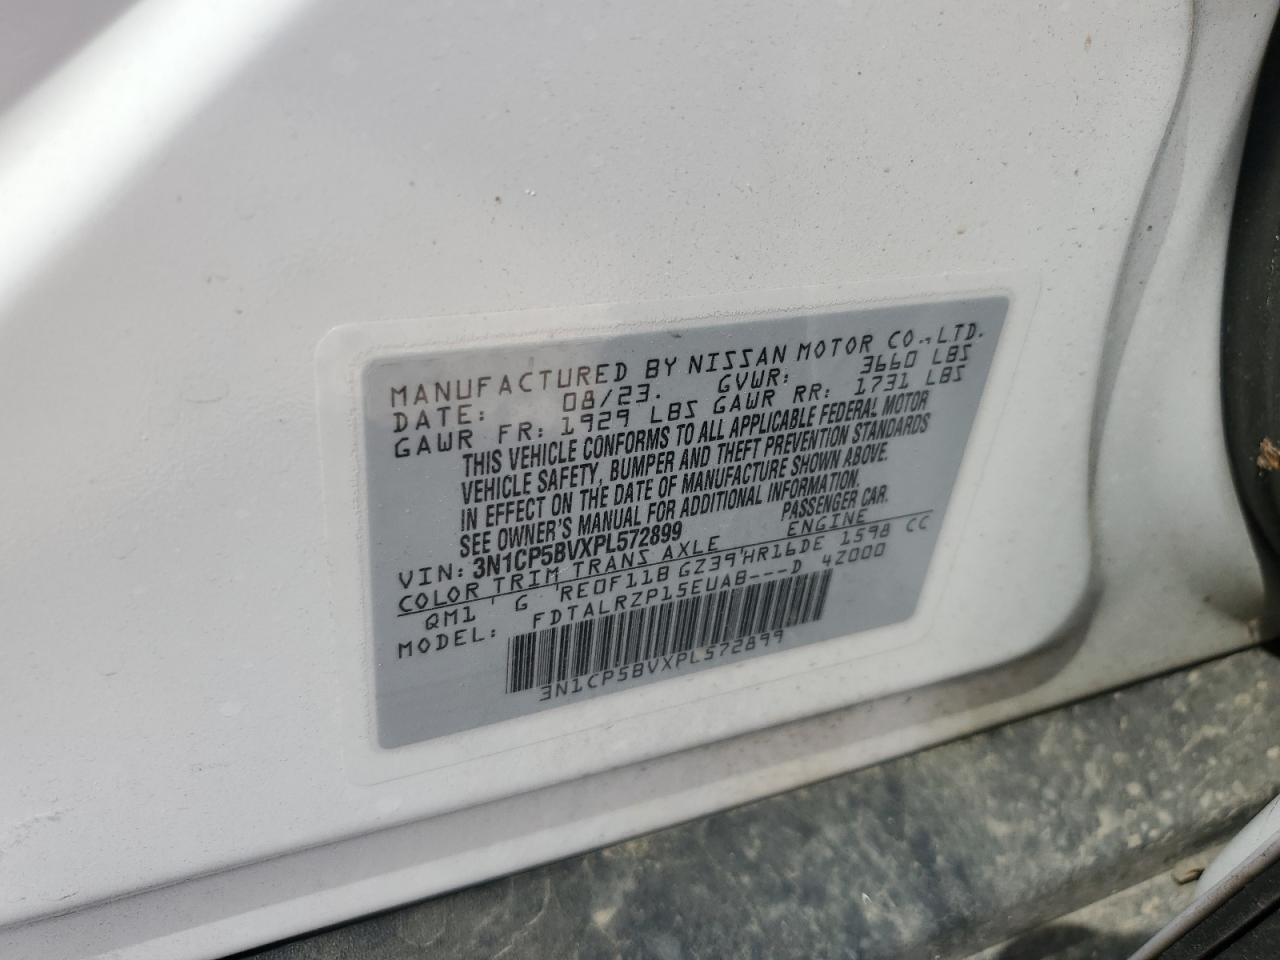 MANUFACTURED BY NISSAN MOTOR CO., LTD.
DATE: 08/23. GVWR: 3660 LBS
GAWR FR: 1929 LBS GAWR RR: 1731 LBS
THIS VEHICLE CONFORMS TO ALL APPLICABLE FEDERAL MOTOR
VEHICLE SAFETY, BUMPER AND THEFT PREVENTION STANDARDS
IN EFFECT ON THE DATE OF MANUFACTURE SHOWN ABOVE.
SEE OWNER'S MANUAL FOR ADDITIONAL INFORMATION.
VIN: 3N1CP5BVXPL572899 PASSENGER CAR.
COLOR TRIM TRANS AXLE ENGINE
QM1 ' G 'RE0F11B GZ39'HR16DE 1598 CC
MODEL: FDTALRZP15EUAB---D 4Z000
3N1CP5BVXPL572899